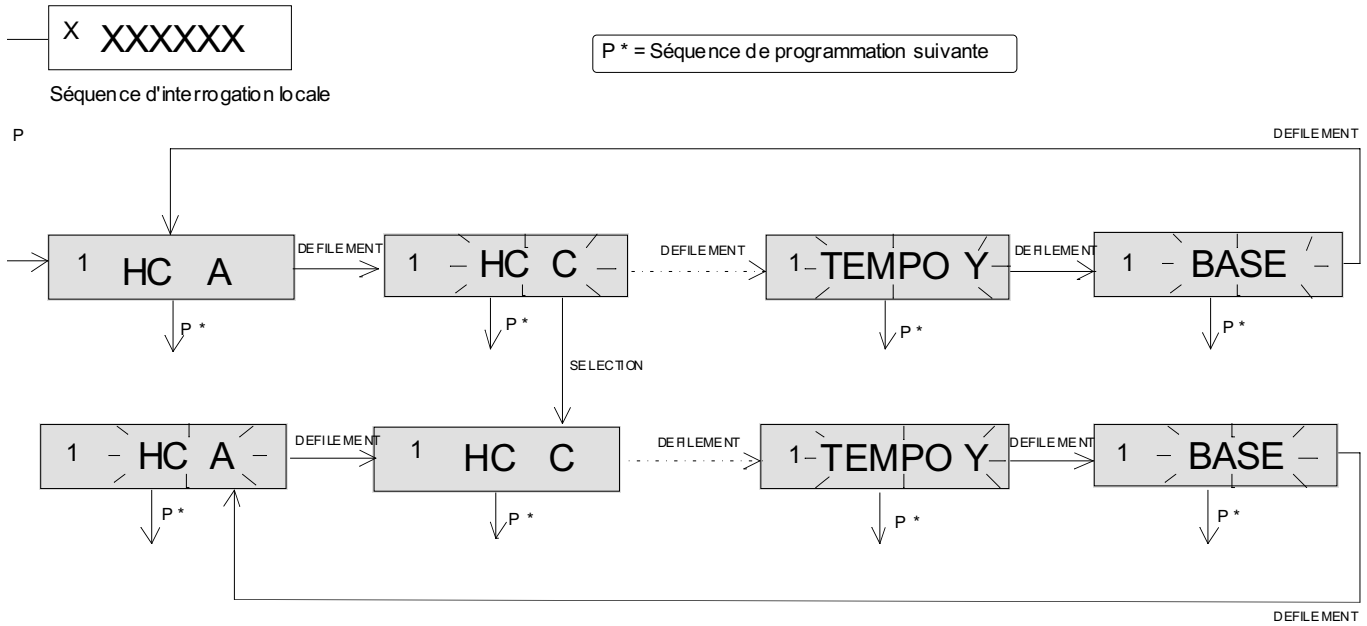 X XXXXXX
P * = Séquence de programmation suivante
Séquence d'interrogation locale
P
DEFILEMENT
1 HC A
DEFILEMENT
1 HC C
DEFILEMENT
1 TEMPO Y
DEFILEMENT
1 BASE
P *
P *
P *
P *
SELECTION
1 HC A
DEFILEMENT
1 HC C
DEFILEMENT
1 TEMPO Y
DEFILEMENT
1 BASE
P *
P *
P *
P *
DEFILEMENT